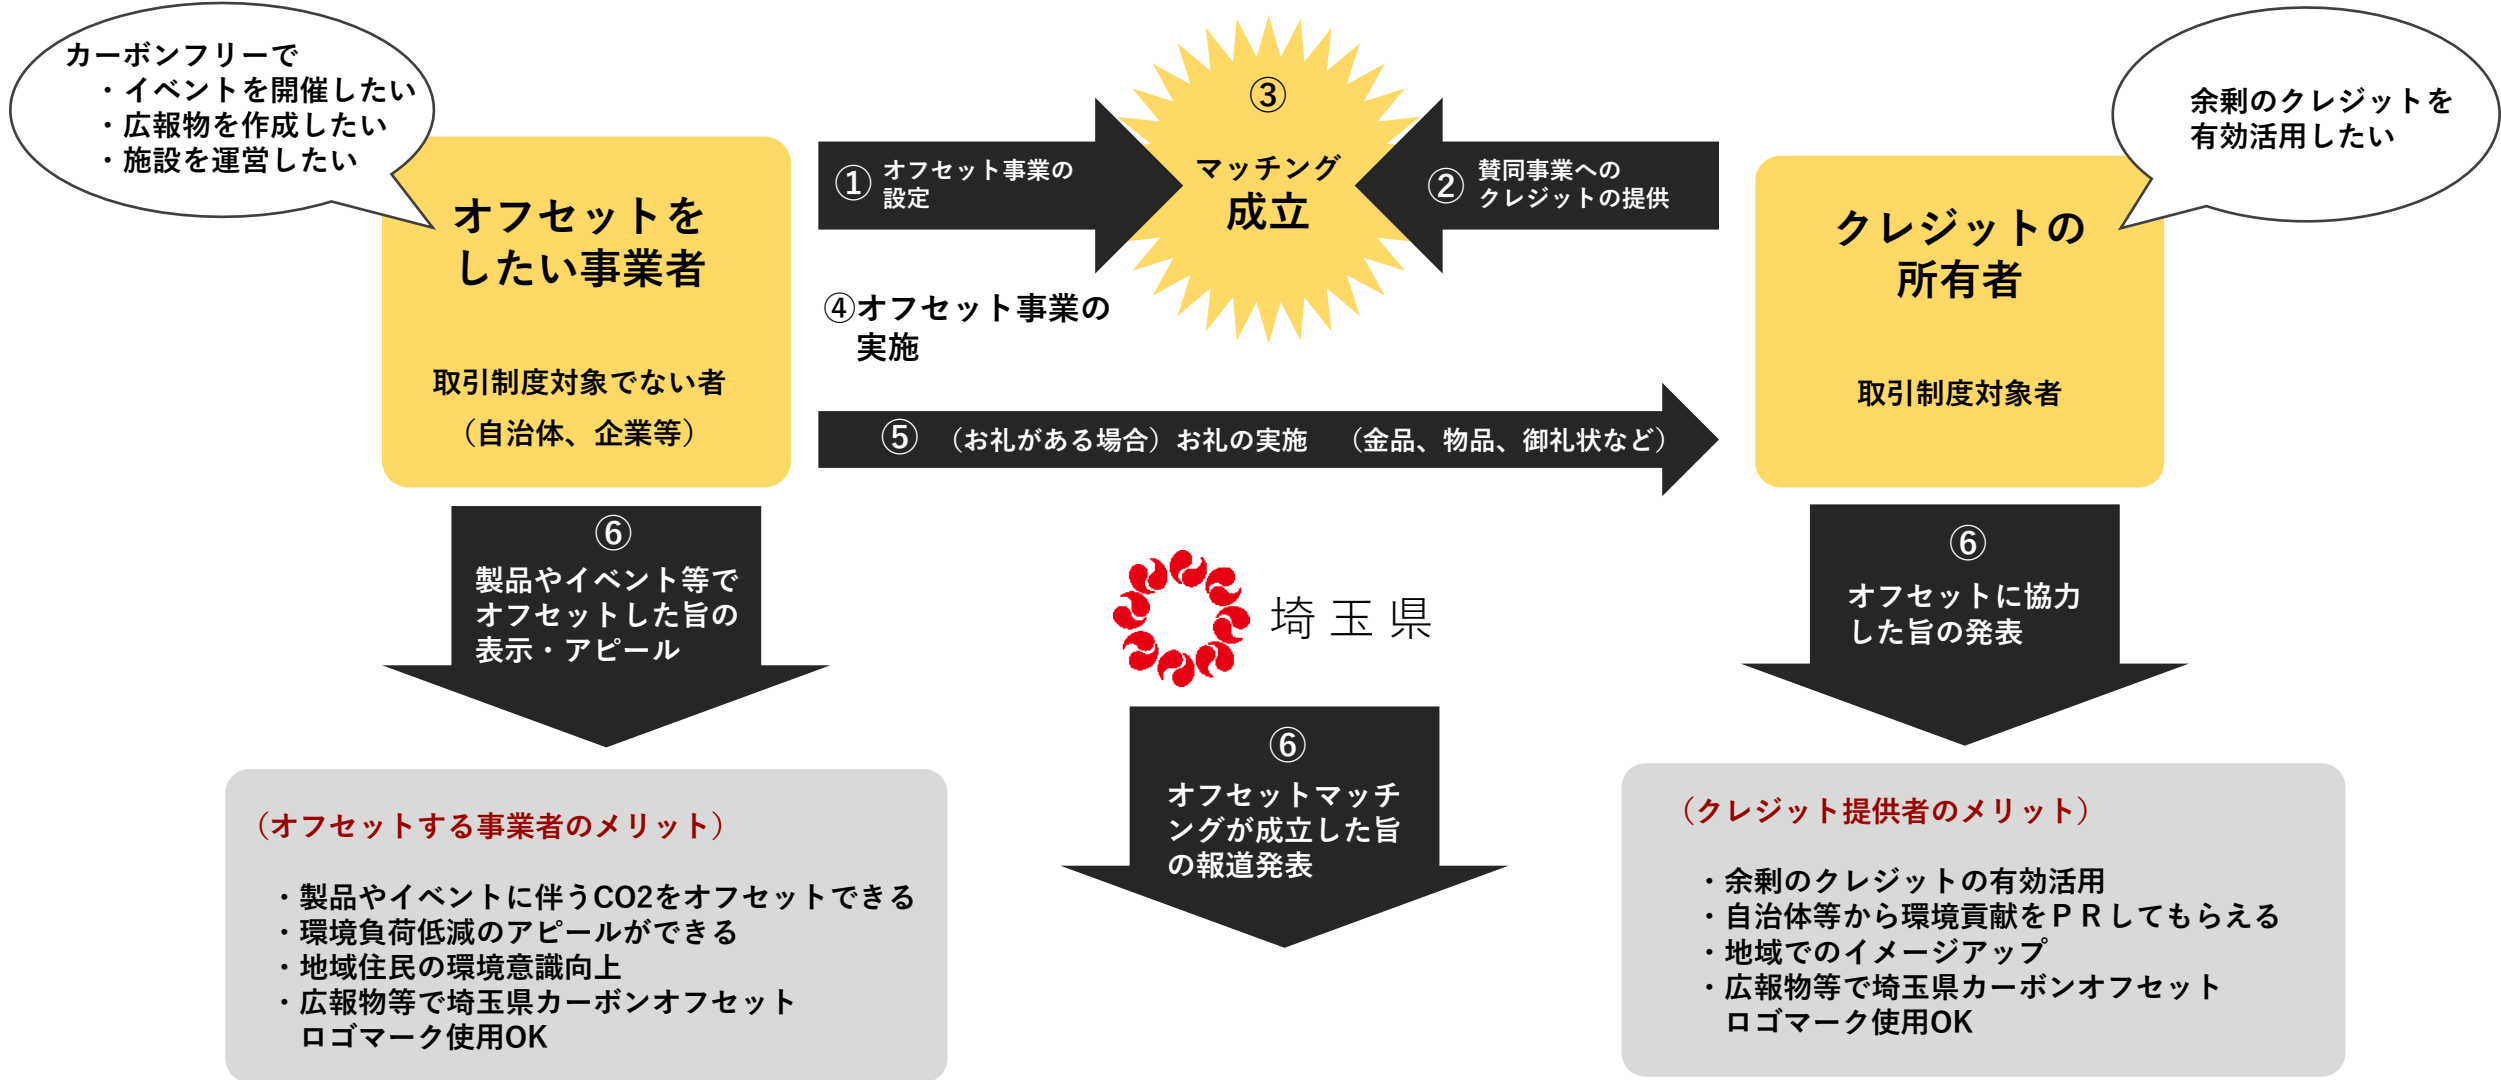 カーボンフリーで
・イベントを開催したい
・広報物を作成したい
・施設を運営したい
オフセットを
したい事業者
取引制度対象でない者
（自治体、企業等）
① オフセット事業の
設定
③
マッチング
成立
② 賛同事業への
クレジットの提供
余剰のクレジットを
有効活用したい
クレジットの
所有者
取引制度対象者
④オフセット事業の
実施
⑤ （お礼がある場合）お礼の実施 （金品、物品、御礼状など）
⑥
製品やイベント等で
オフセットした旨の
表示・アピール
埼玉県
⑥
オフセットマッチ
ングが成立した旨
の報道発表
⑥
オフセットに協力
した旨の発表
（オフセットする事業者のメリット）
・製品やイベントに伴うCO2をオフセットできる
・環境負荷低減のアピールができる
・地域住民の環境意識向上
・広報物等で埼玉県カーボンオフセット
ロゴマーク使用OK
（クレジット提供者のメリット）
・余剰のクレジットの有効活用
・自治体等から環境貢献をＰＲしてもらえる
・地域でのイメージアップ
・広報物等で埼玉県カーボンオフセット
ロゴマーク使用OK